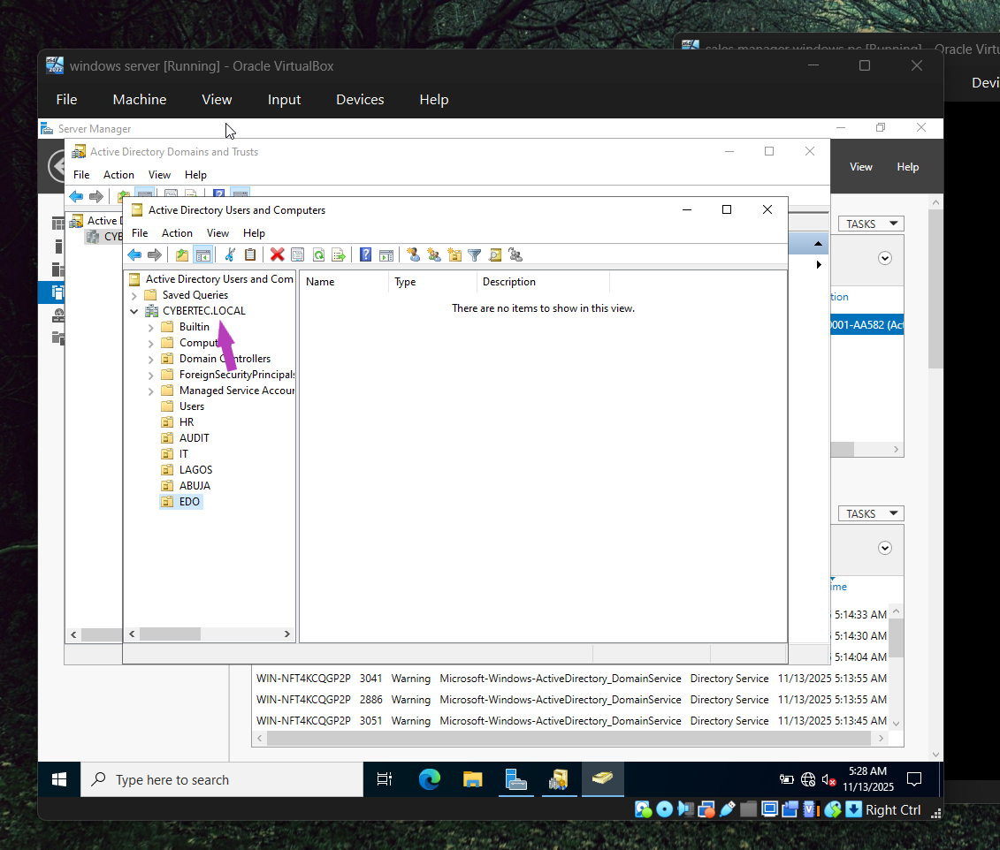 sales manager windows pc [Running] - Oracle Virtu
windows server [Running] - Oracle VirtualBox
File Machine View Input Devices Help
Devi
Server Manager
Active Directory Domains and Trusts
View Help
File Action View Help
Active Directory Users and Computers
Active D
TASKS
CYBE
File Action View Help
Active Directory Users and Com
Name Type Description
Saved Queries
tion
There are no items to show in this view.
CYBERTEC.LOCAL
Builtin
0001-AA582 (Act
Comput
Domain Controllers
ForeignSecurityPrincipals
Managed Service Accour
Users
HR
AUDIT
IT
LAGOS
ABUJA
EDO
TASKS
ime
5:14:33 AM
5:14:30 AM
5:14:04 AM
WIN-NFT4KCQGP2P 3041 Warning Microsoft-Windows-ActiveDirectory_DomainService Directory Service 11/13/2025 5:13:55 AM
WIN-NFT4KCQGP2P 2886 Warning Microsoft-Windows-ActiveDirectory_DomainService Directory Service 11/13/2025 5:13:55 AM
WIN-NFT4KCQGP2P 3051 Warning Microsoft-Windows-ActiveDirectory_DomainService Directory Service 11/13/2025 5:13:45 AM
Type here to search
5:28 AM
11/13/2025
Right Ctrl